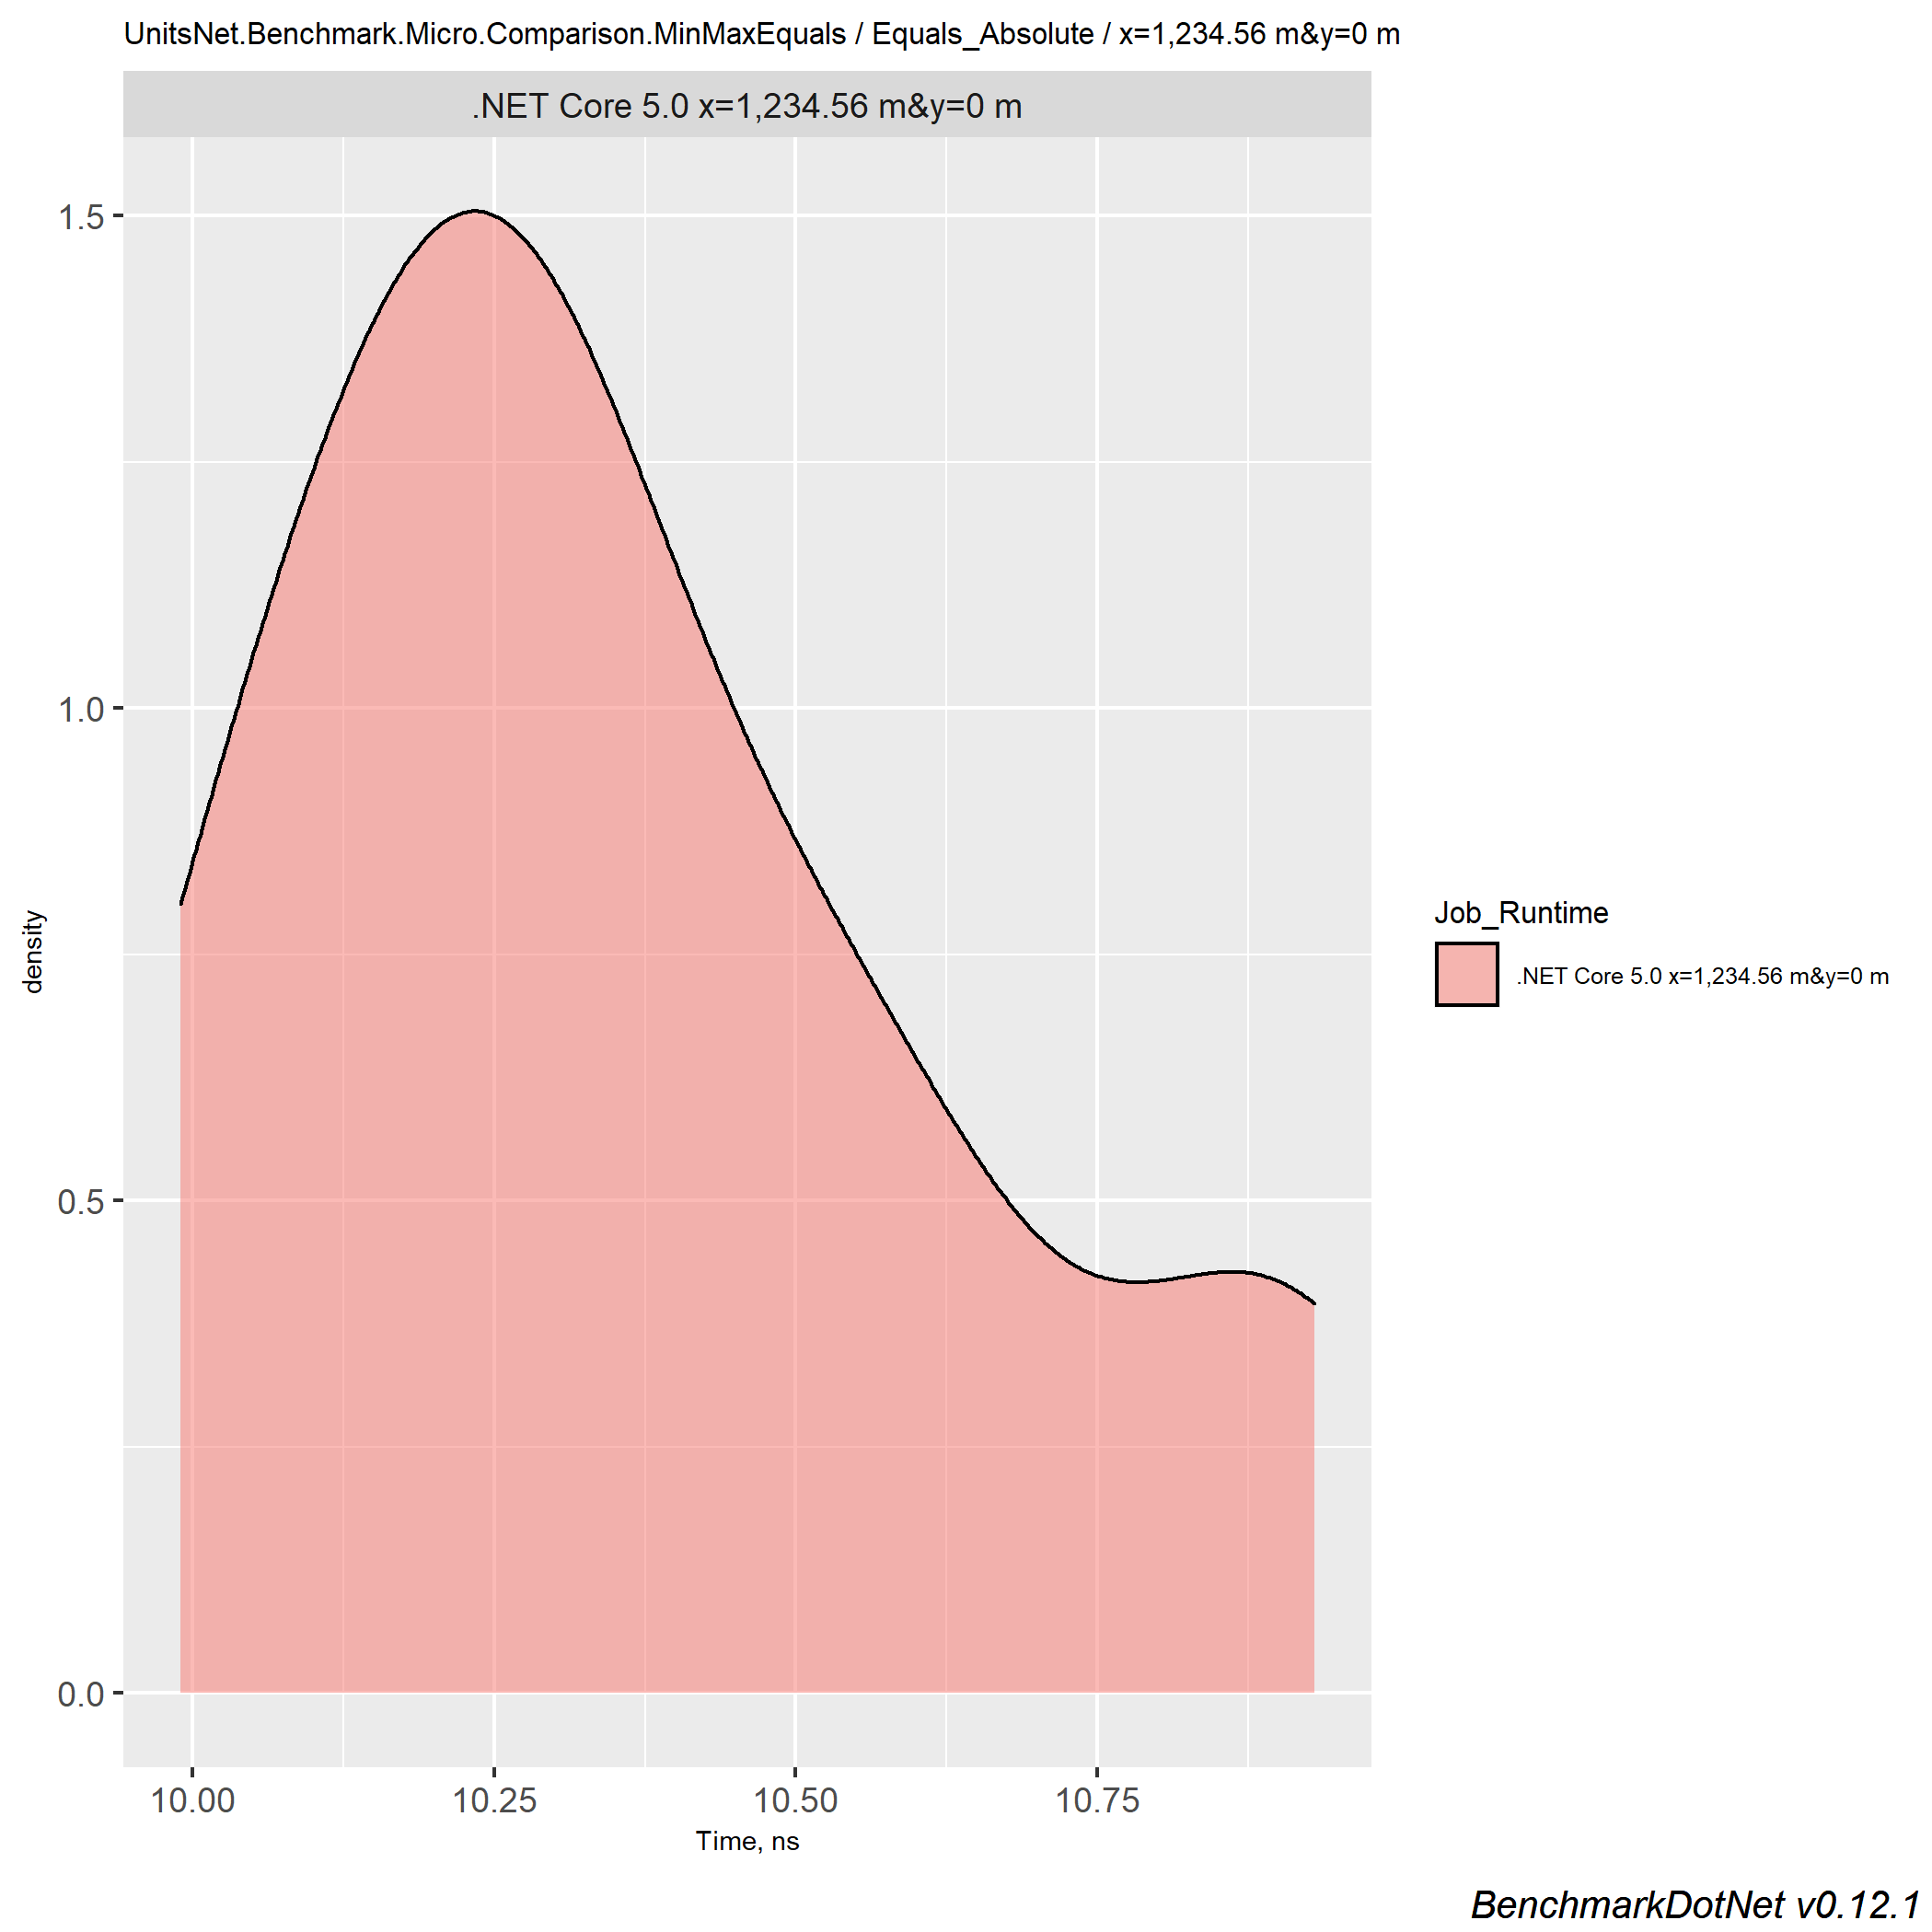 UnitsNet.Benchmark.Micro.Comparison.MinMaxEquals / Equals_Absolute / x=1,234.56 m&y=0 m
.NET Core 5.0 x=1,234.56 m&y=0 m
1.5
1.0
0.5
0.0
density
10.00 10.25 10.50 10.75
Time, ns
Job_Runtime
.NET Core 5.0 x=1,234.56 m&y=0 m
BenchmarkDotNet v0.12.1